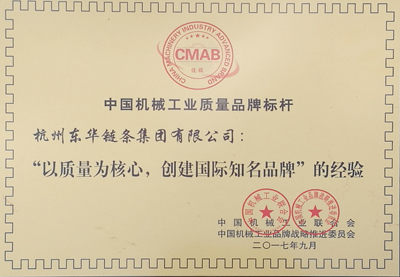 CHINA MACHINERY INDUSTRY ADVANCED BRAND
CMAB
中国机械工业质量品牌标杆
杭州东华链条集团有限公司：
“以质量为核心，创建国际知名品牌”的经验
中国机械工业联合会
中国机械工业品牌战略推进委员会
二〇一七年九月